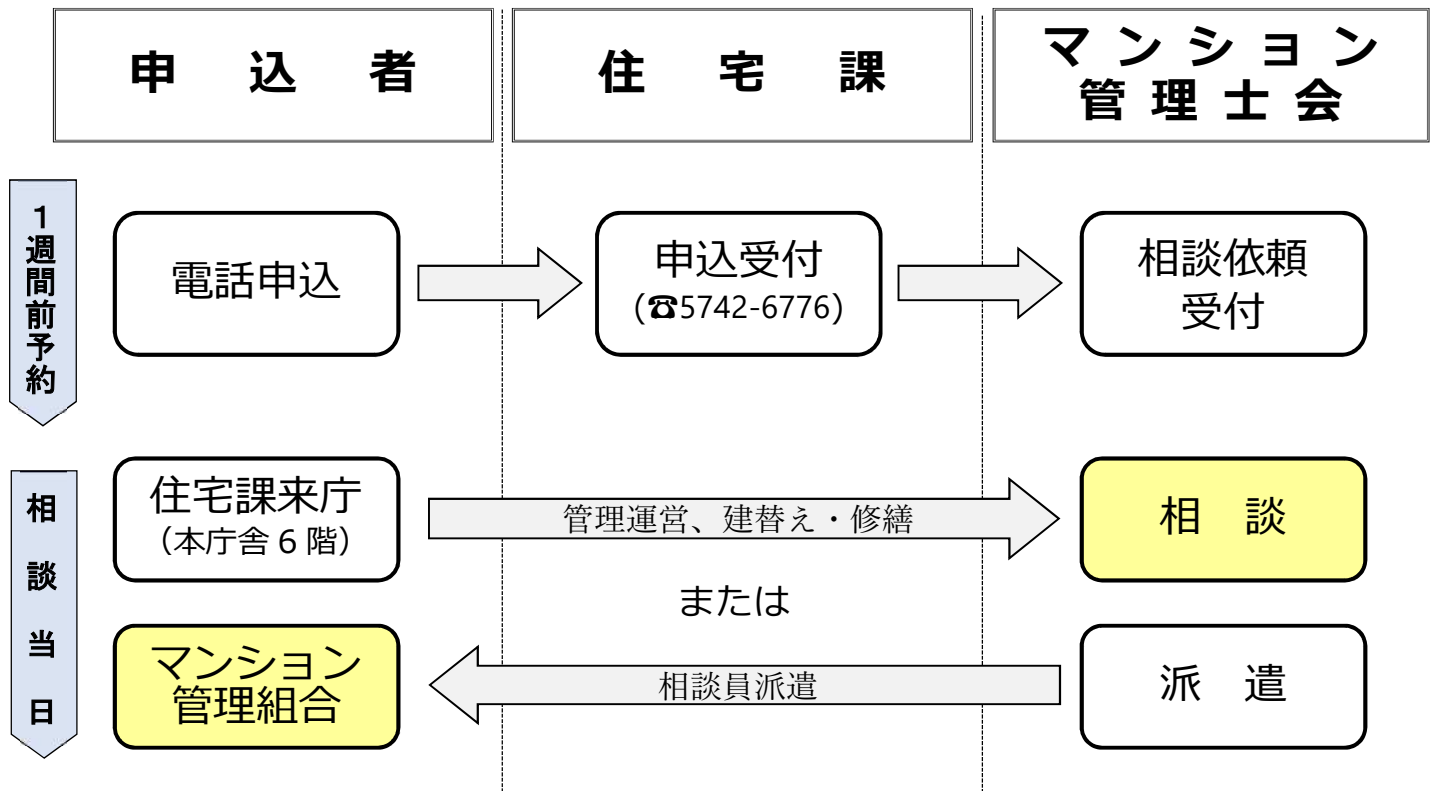 申込者
住宅課
マンション
管理士会
1週間前予約
電話申込
申込受付
(☎5742-6776)
相談依頼
受付
相談当日
住宅課来庁
（本庁舎6階）
管理運営、建替え・修繕
相談
または
マンション
管理組合
相談員派遣
派遣